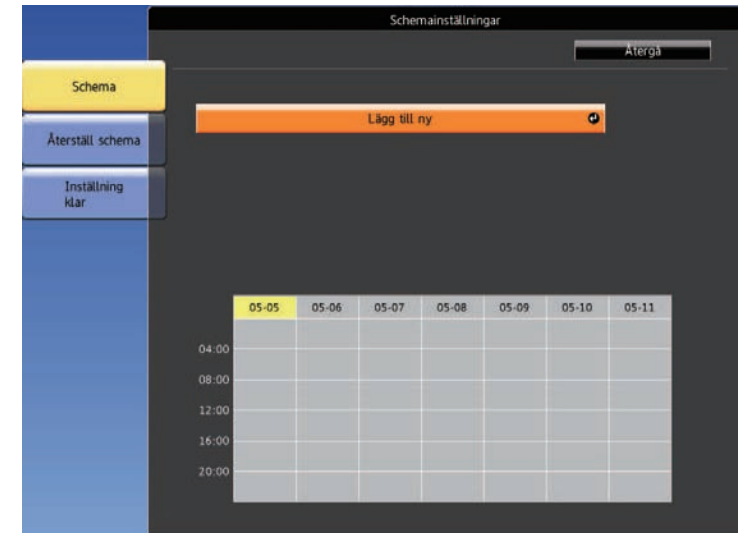 Schemainställningar
Återgå
Schema
Lägg till ny
Återställ schema
Inställning
klar
05-05 05-06 05-07 05-08 05-09 05-10 05-11
04:00
08:00
12:00
16:00
20:00